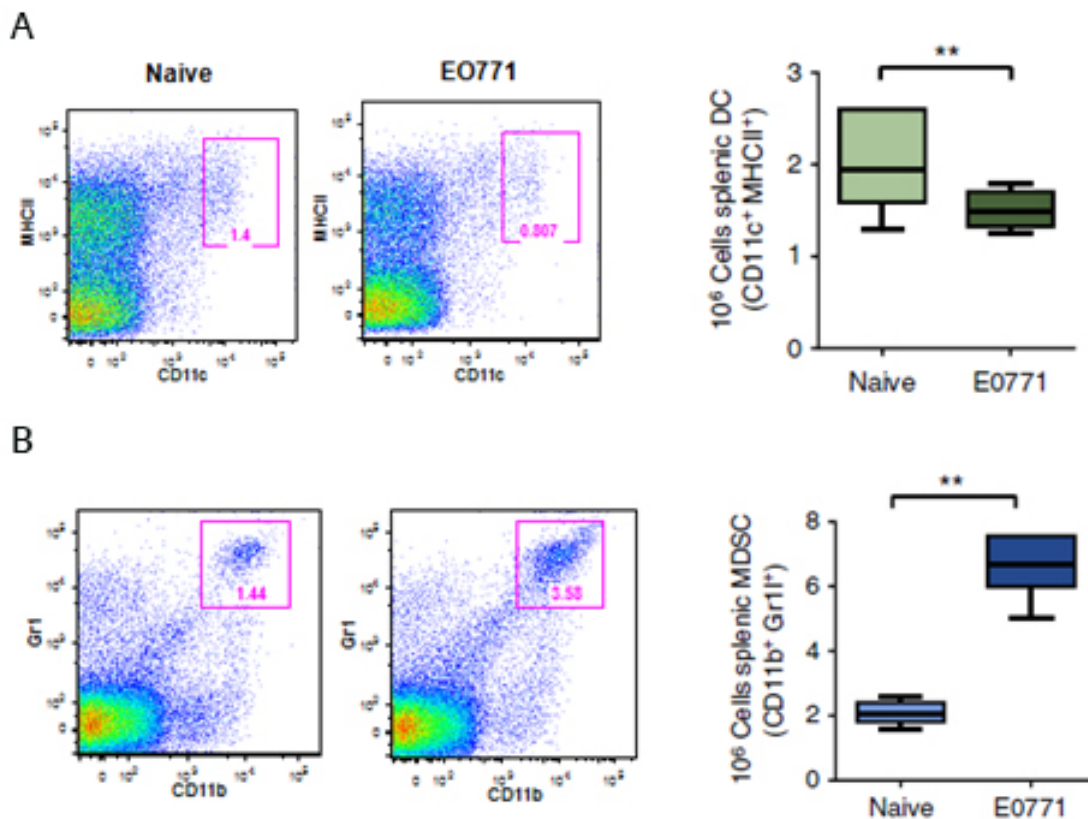 A
Naive
EO771
MHCII
1.4
CD11c
MHCII
0.807
CD11c
**
10⁶ Cells splenic DC
(CD11c⁺ MHCII⁺)
3
2
1
0
Naive
E0771
B
Gr1
1.44
CD11b
Gr1
3.58
CD11b
**
10⁶ Cells splenic MDSC
(CD11b⁺ Gr1l⁺)
8
6
4
2
0
Naive
E0771